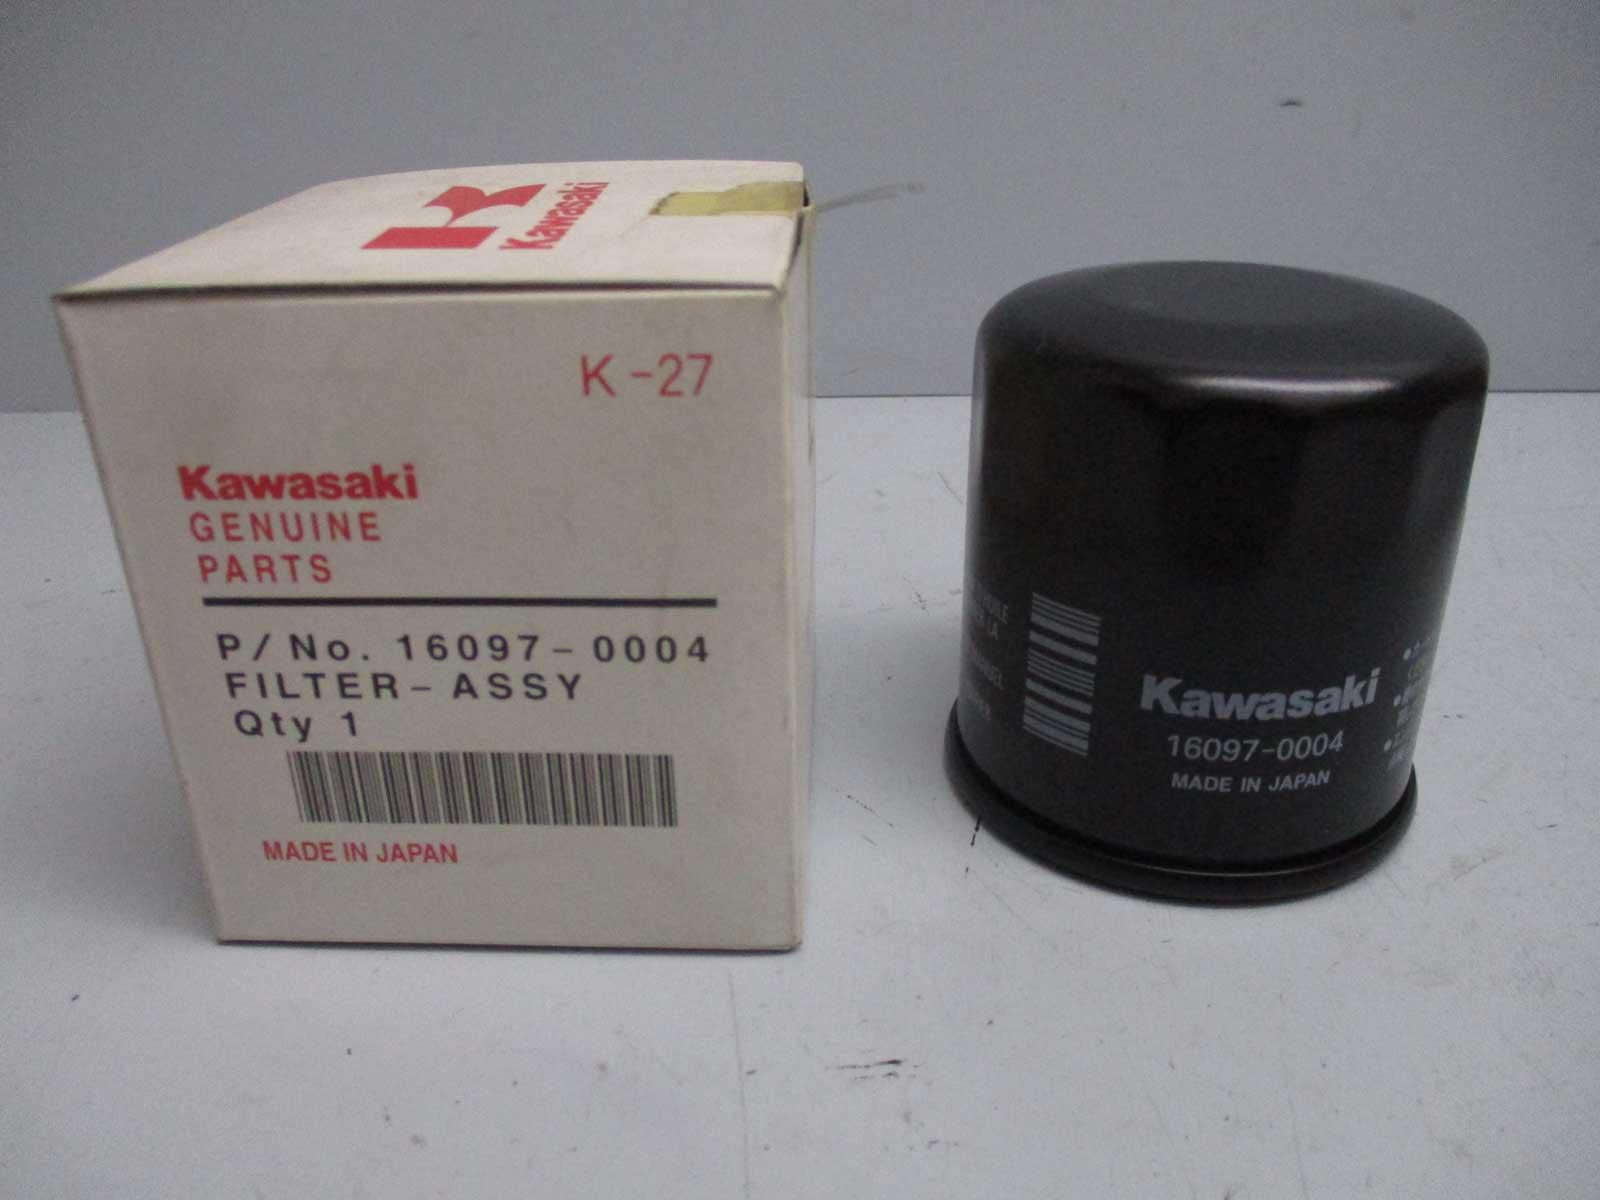 Kawasaki
K-27
Kawasaki
GENUINE
PARTS
P/No. 16097-0004
FILTER-ASSY
Qty 1
MADE IN JAPAN
Kawasaki
16097-0004
MADE IN JAPAN